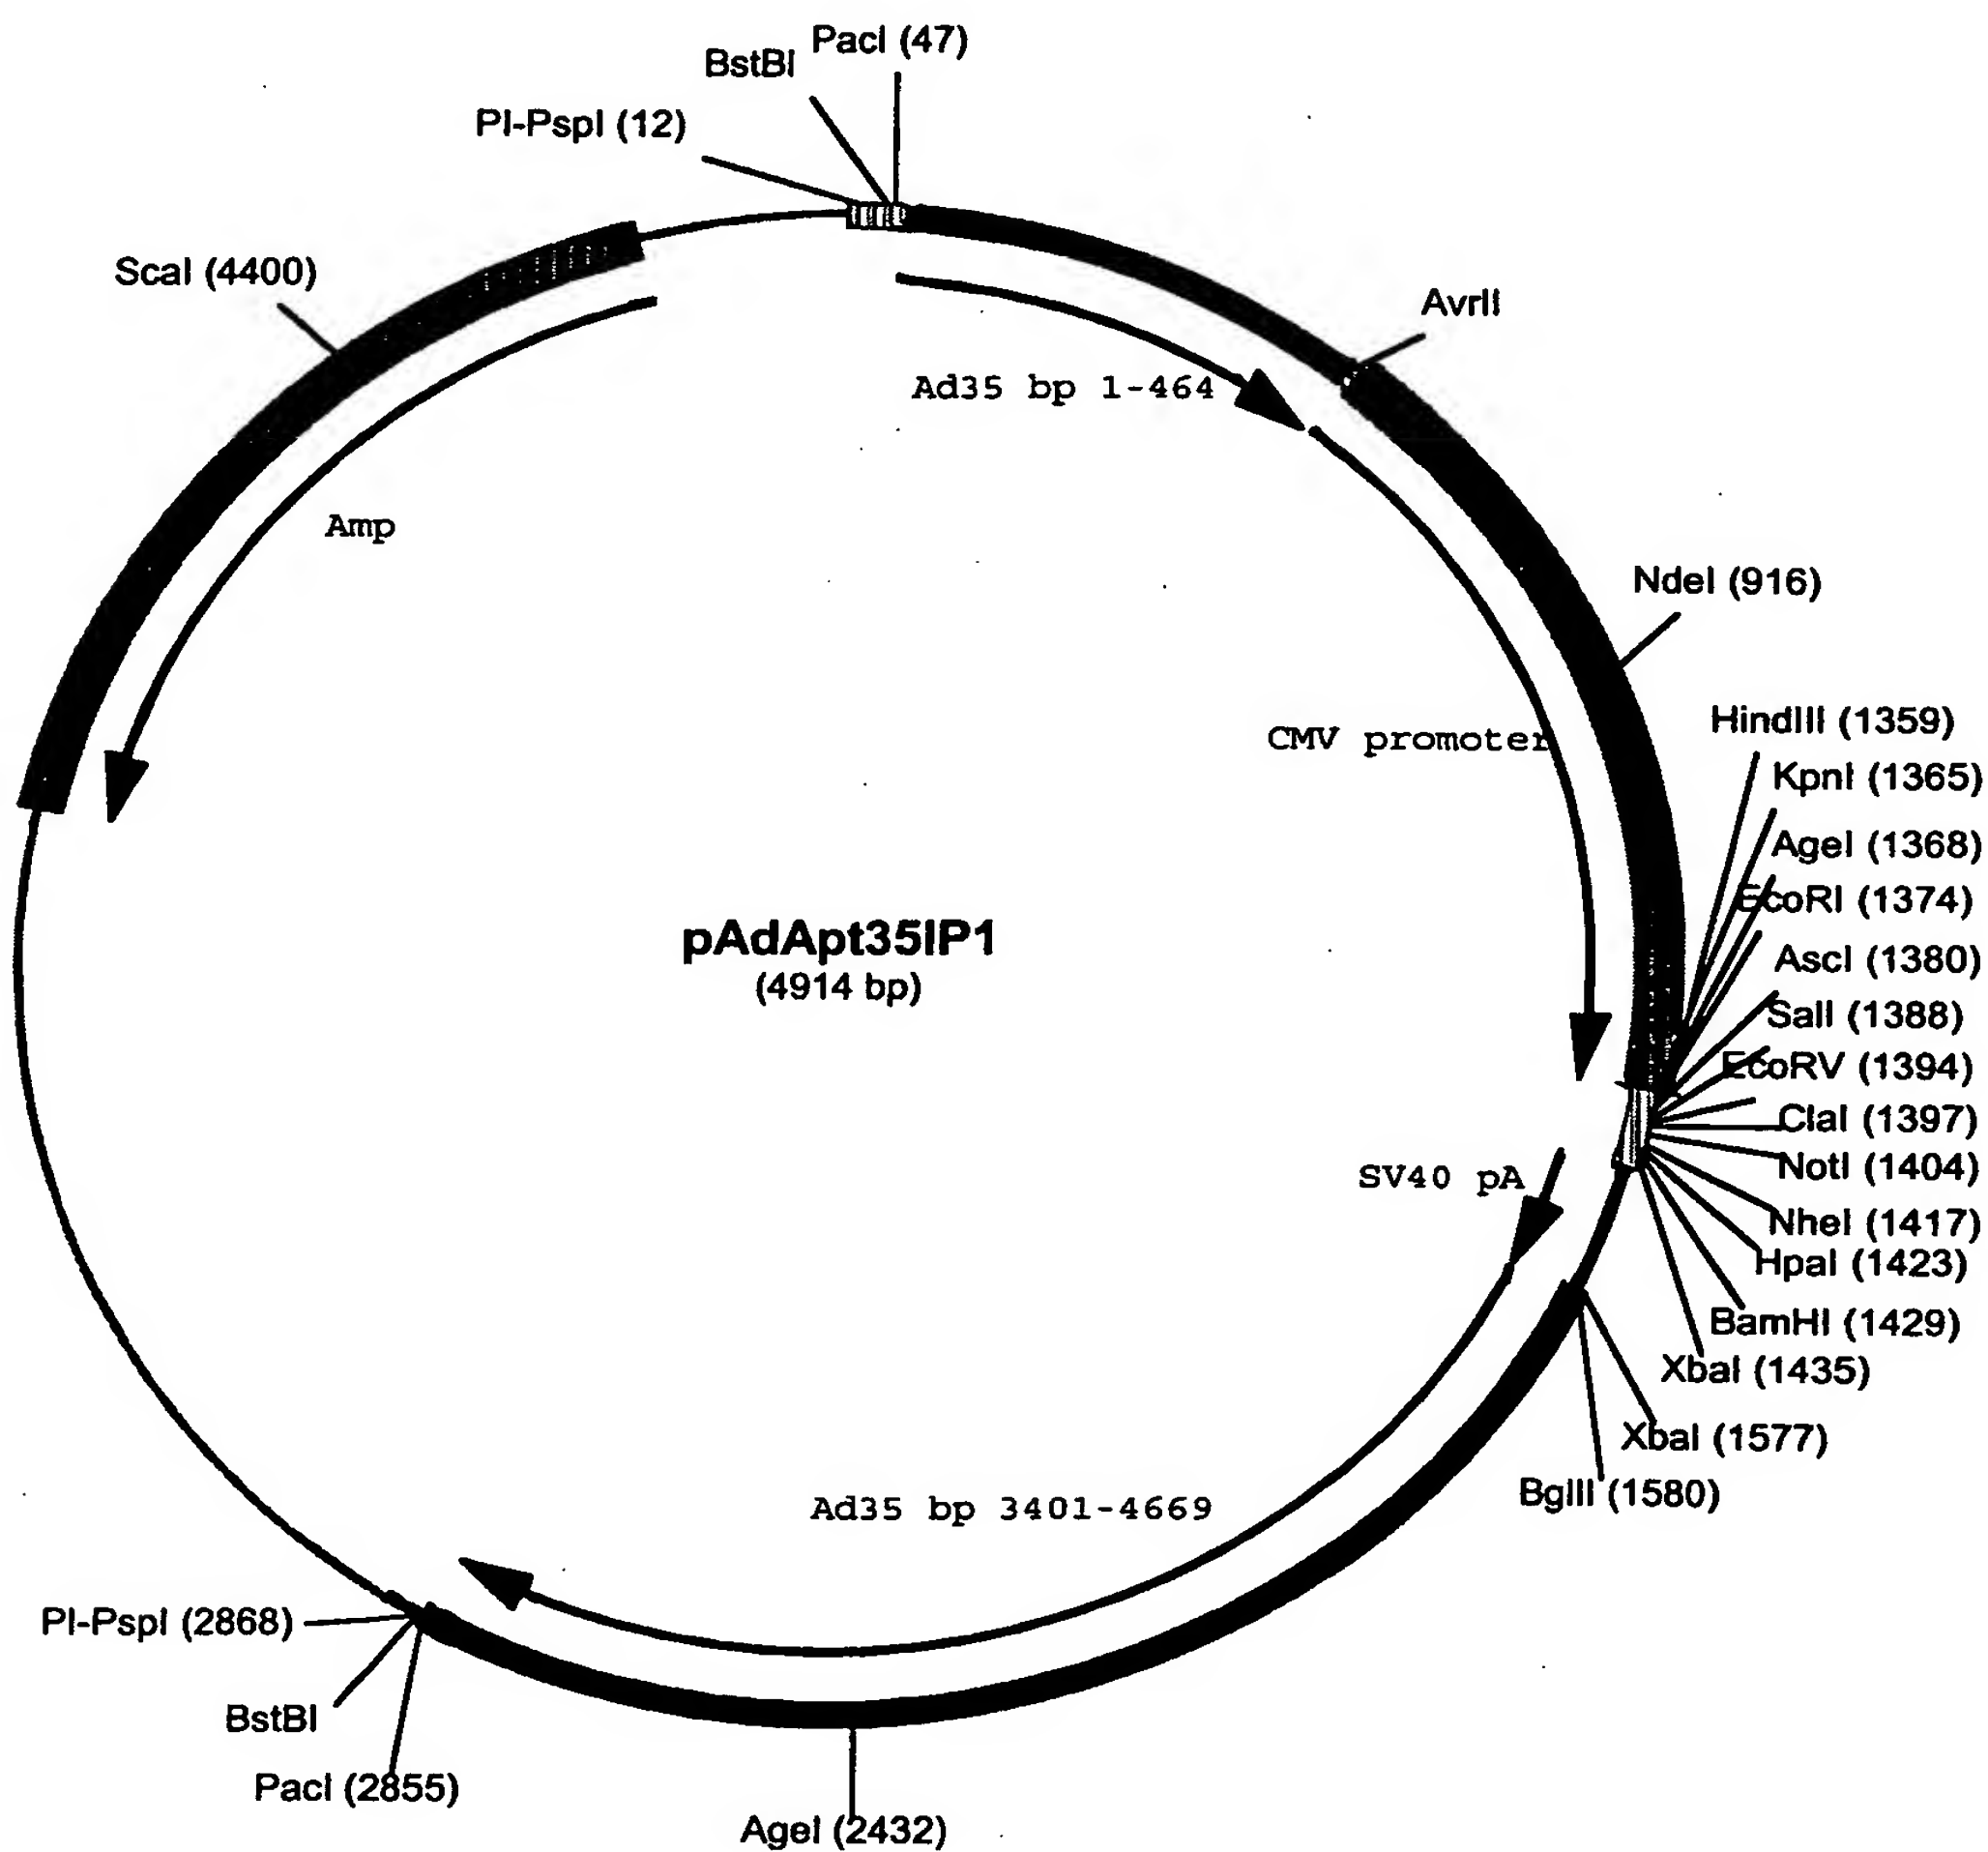 PacI (47)
BstBI
PI-PspI (12)
ScaI (4400)
AvrII
Ad35 bp 1-464
Amp
NdeI (916)
HindIII (1359)
CMV promoter
KpnI (1365)
AgeI (1368)
EcoRI (1374)
pAdApt35IP1
AscI (1380)
(4914 bp)
SalI (1388)
EcoRV (1394)
ClaI (1397)
NotI (1404)
SV40 pA
NheI (1417)
HpaI (1423)
BamHI (1429)
XbaI (1435)
XbaI (1577)
BglII (1580)
Ad35 bp 3401-4669
PI-PspI (2868)
BstBI
PacI (2855)
AgeI (2432)